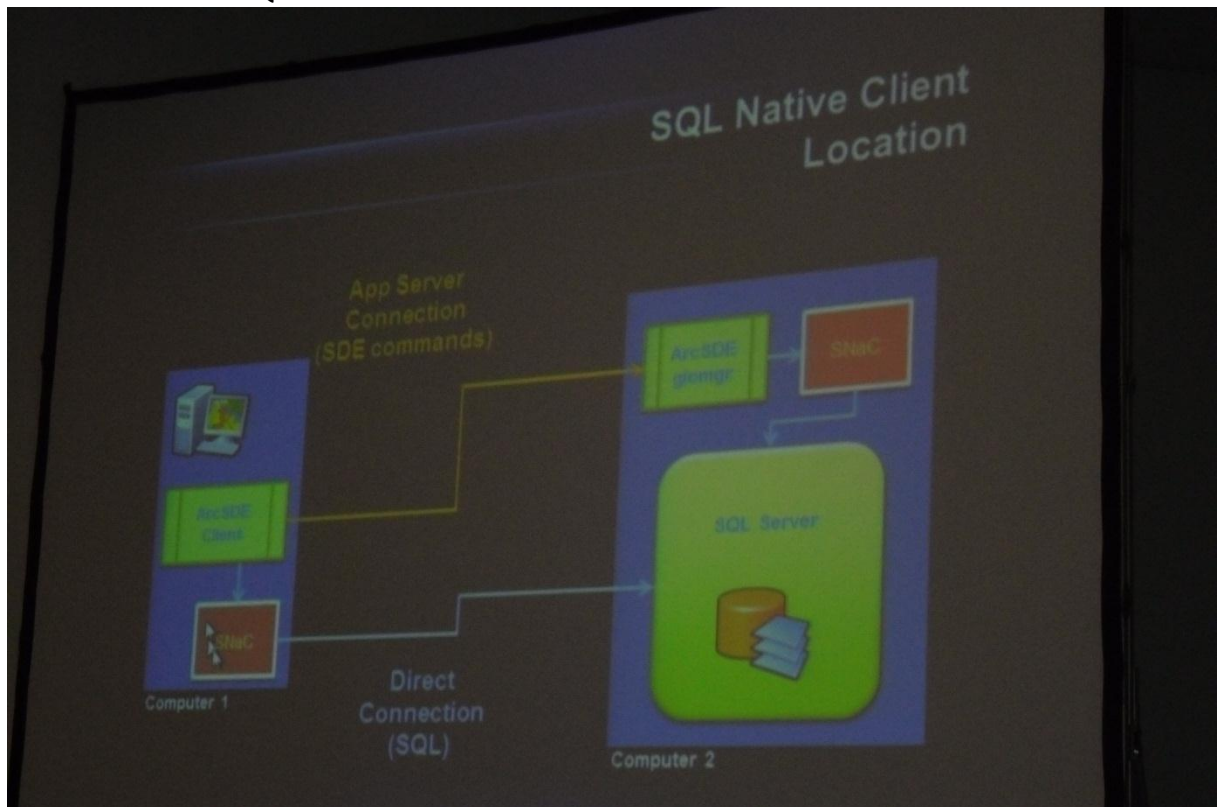 SQL Native Client
Location
App Server
Connection
(SDE commands)
ArcSDE
giomgr
SNaC
ArcSDE
Client
SQL Server
SNaC
Direct
Connection
(SQL)
Computer 1
Computer 2